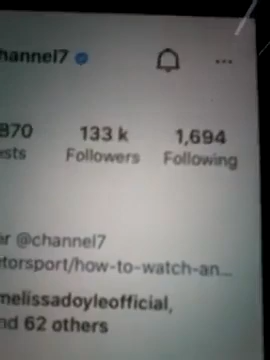 hannel7
...
870 133 k 1,694
sts Followers Following
r @channel7
torsport/how-to-watch-an...
melissadoyleofficial,
nd 62 others